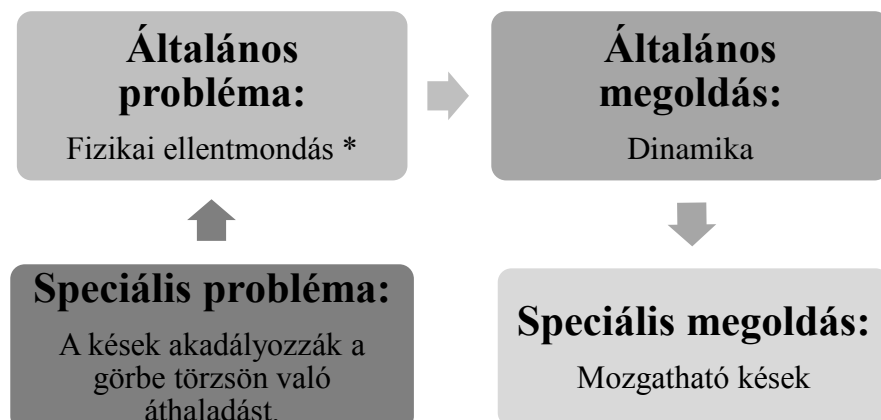 Általános
probléma:
Fizikai ellentmondás *
Általános
megoldás:
Dinamika
Speciális probléma:
A kések akadályozzák a
görbe törzsön való
áthaladást.
Speciális megoldás:
Mozgatható kések